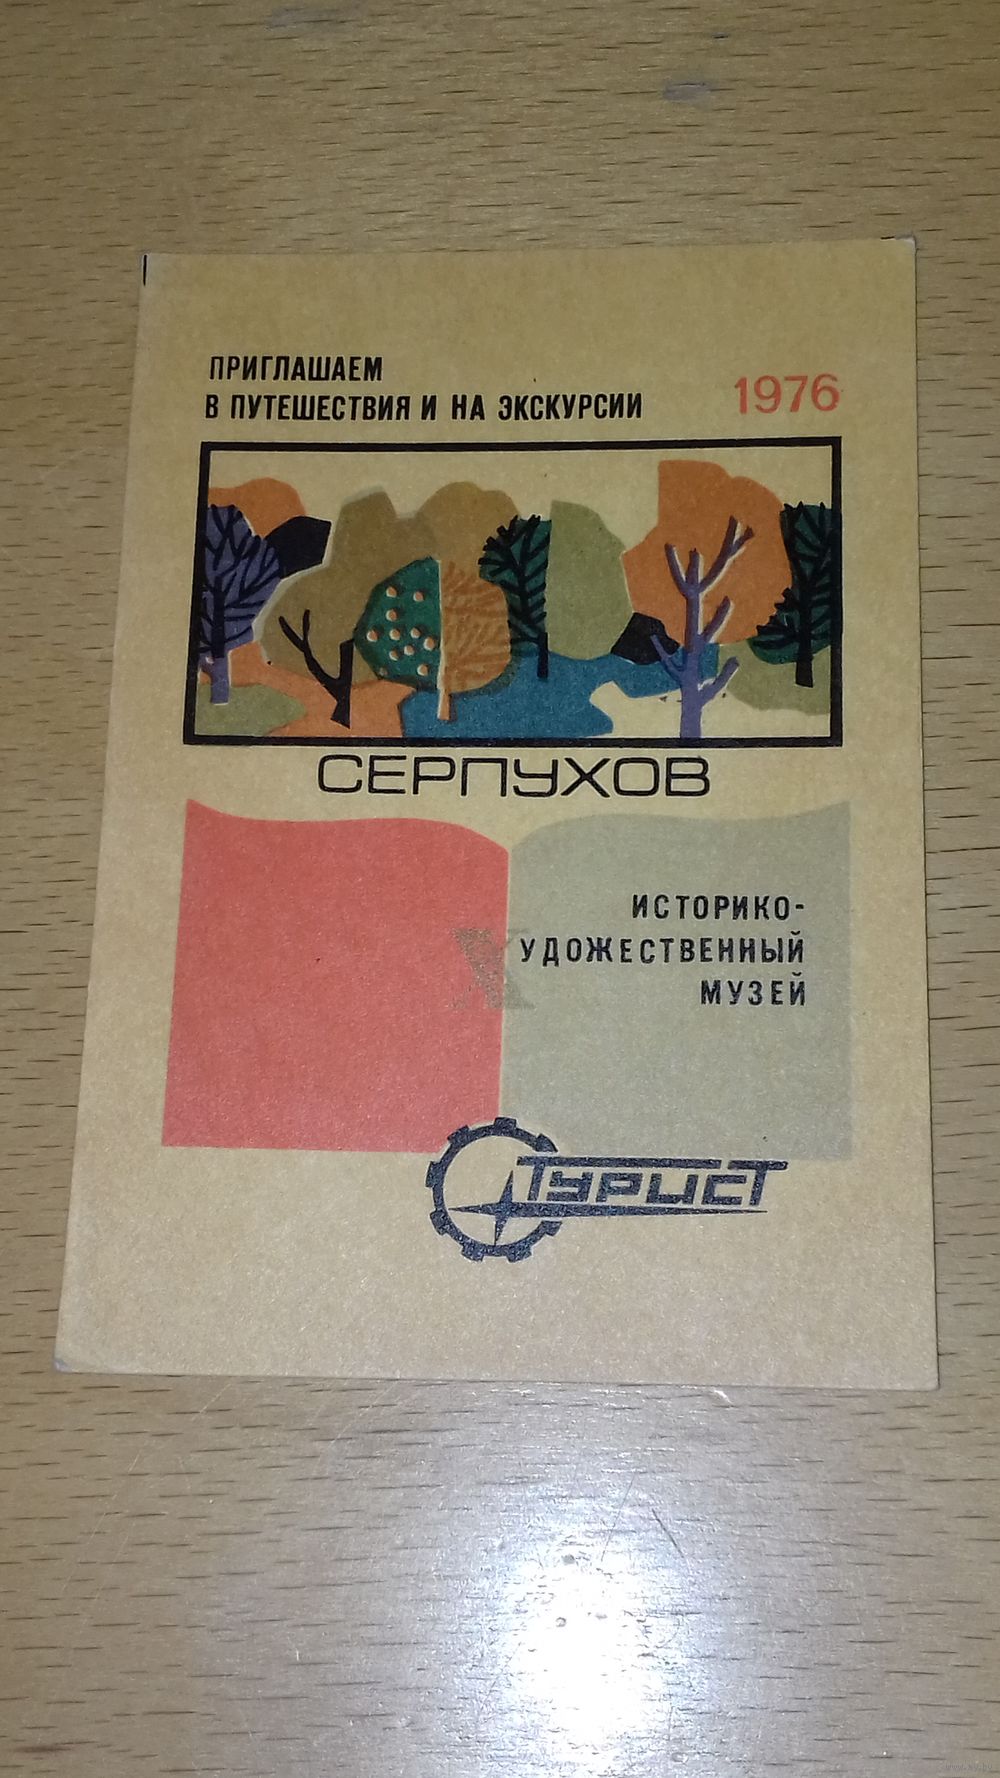 ПРИГЛАШАЕМ
В ПУТЕШЕСТВИЯ И НА ЭКСКУРСИИ
1976
СЕРПУХОВ
ИСТОРИКО-
ХУДОЖЕСТВЕННЫЙ
МУЗЕЙ
ТУРИСТ